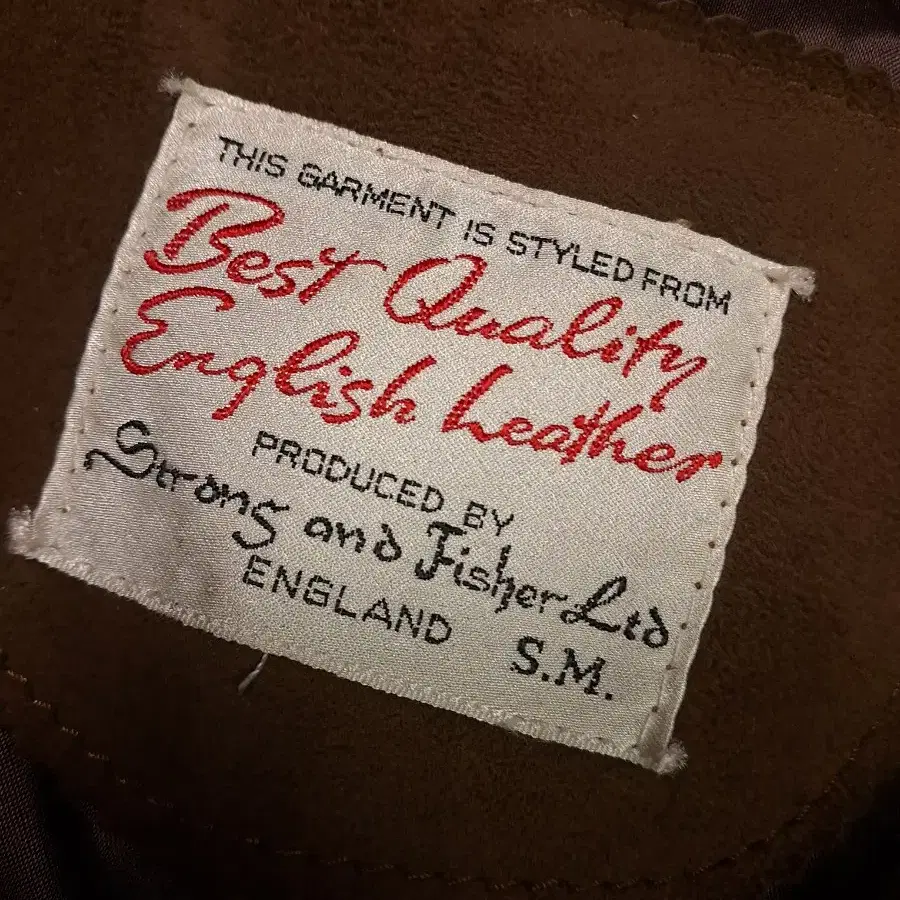 THIS GARMENT IS STYLED FROM
Best Quality
English Leather
PRODUCED BY
Strong and Fisher Ltd
ENGLAND
S.M.